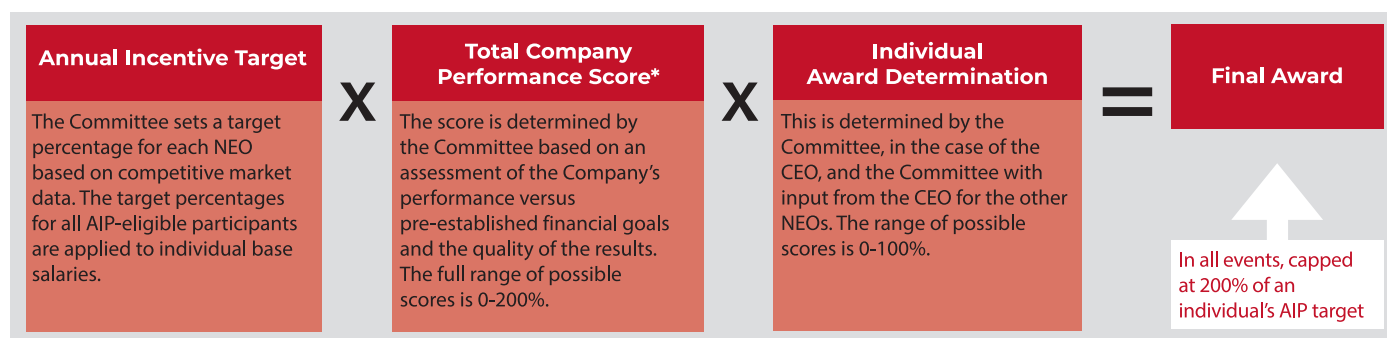 Annual Incentive Target
The Committee sets a target
percentage for each NEO
based on competitive market
data. The target percentages
for all AIP-eligible participants
are applied to individual base
salaries.
X
Total Company
Performance Score*
The score is determined by
the Committee based on an
assessment of the Company's
performance versus
pre-established financial goals
and the quality of the results.
The full range of possible
scores is 0-200%.
X
Individual
Award Determination
This is determined by the
Committee, in the case of the
CEO, and the Committee with
input from the CEO for the other
NEOs. The range of possible
scores is 0-100%.
=
Final Award
In all events, capped
at 200% of an
individual's AIP target